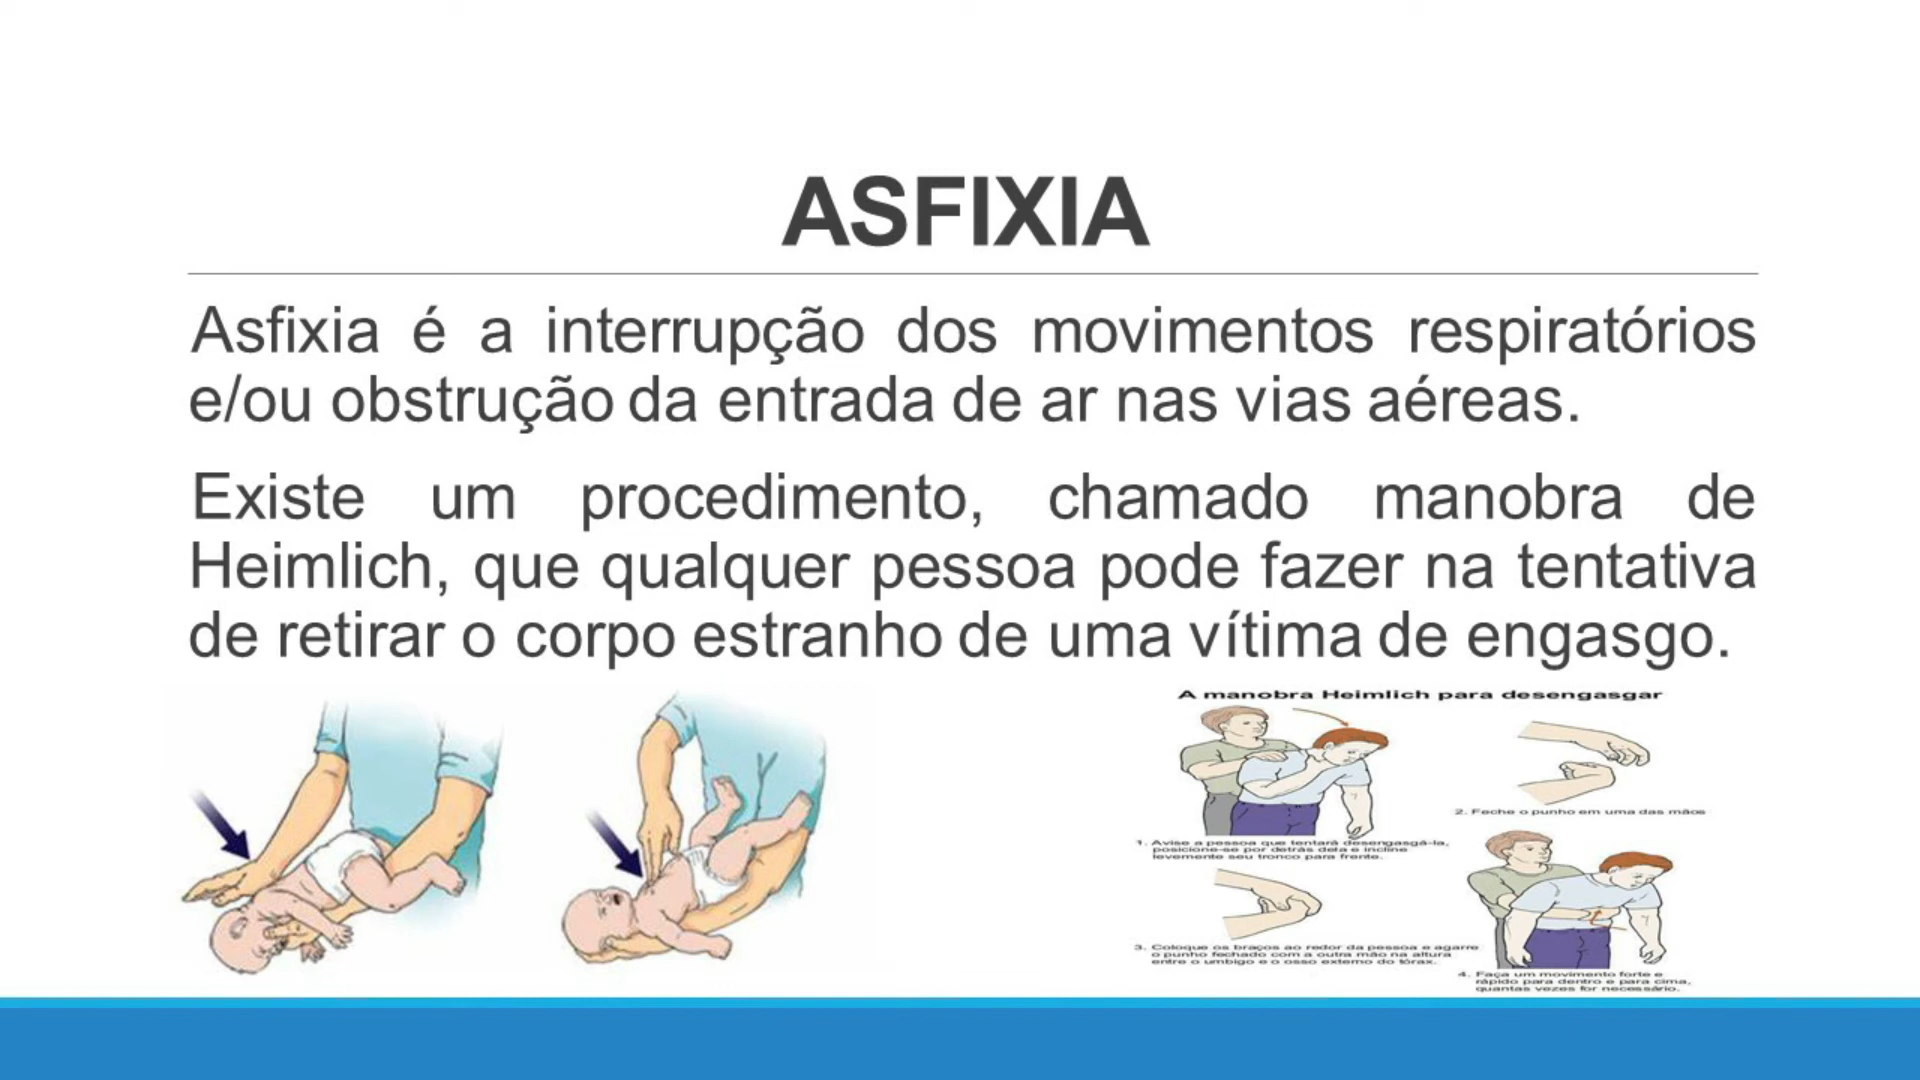 ASFIXIA
Asfixia é a interrupção dos movimentos respiratórios
e/ou obstrução da entrada de ar nas vias aéreas.
Existe um procedimento, chamado manobra de
Heimlich, que qualquer pessoa pode fazer na tentativa
de retirar o corpo estranho de uma vítima de engasgo.
A manobra Heimlich para desengasgar
1. Avise a pessoa que tentará desengasgá-la,
posicione-se por detrás dela e incline
levemente seu tronco para frente.
2. Feche o punho em uma das mãos
3. Coloque os braços ao redor da pessoa e agarre
o punho fechado com a outra mão na altura
entre o umbigo e o osso externo do tórax.
4. Faça um movimento forte e
rápido para dentro e para cima,
quantas vezes for necessário.